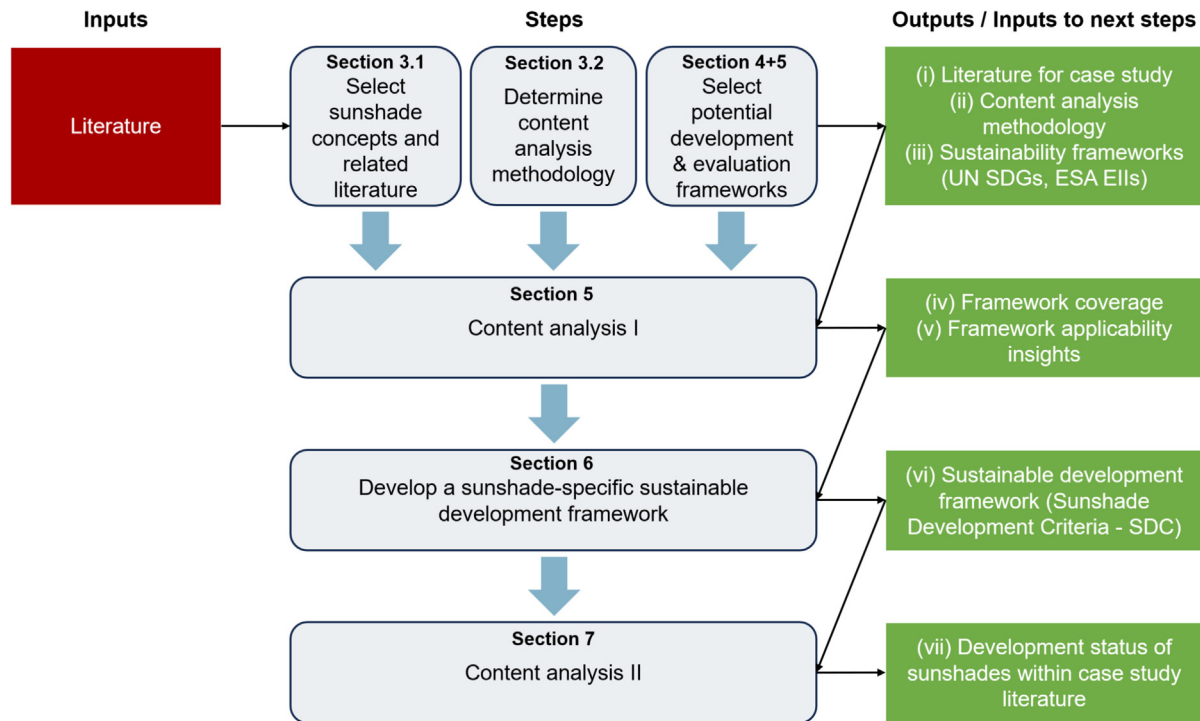 Inputs
Steps
Outputs / Inputs to next steps
Literature
Section 3.1
Select
sunshade
concepts and
related
literature
Section 3.2
Determine
content
analysis
methodology
Section 4+5
Select
potential
development
& evaluation
frameworks
(i) Literature for case study
(ii) Content analysis
methodology
(iii) Sustainability frameworks
(UN SDGs, ESA EIIs)
Section 5
Content analysis I
(iv) Framework coverage
(v) Framework applicability
insights
Section 6
Develop a sunshade-specific sustainable
development framework
(vi) Sustainable development
framework (Sunshade
Development Criteria - SDC)
Section 7
Content analysis II
(vii) Development status of
sunshades within case study
literature